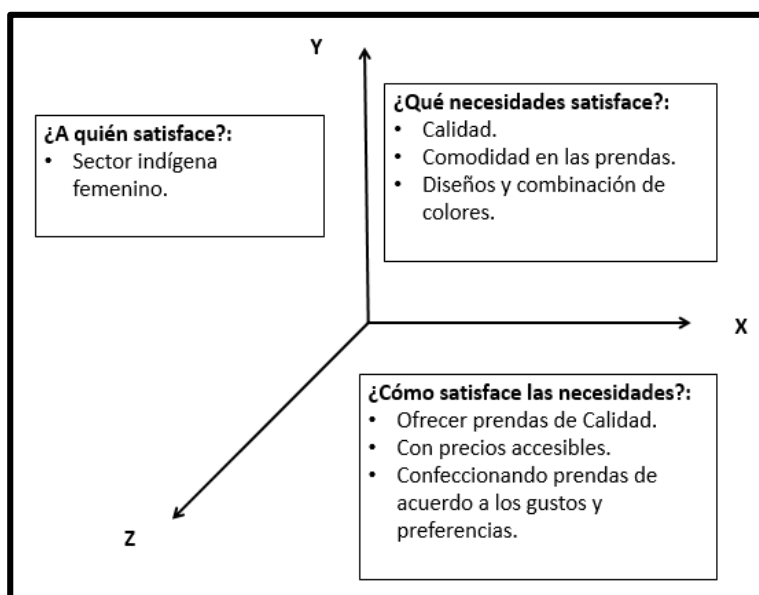 Y
¿A quién satisface?:
• Sector indígena
femenino.
¿Qué necesidades satisface?:
• Calidad.
• Comodidad en las prendas.
• Diseños y combinación de
colores.
X
¿Cómo satisface las necesidades?:
• Ofrecer prendas de Calidad.
• Con precios accesibles.
• Confeccionando prendas de
acuerdo a los gustos y
preferencias.
Z